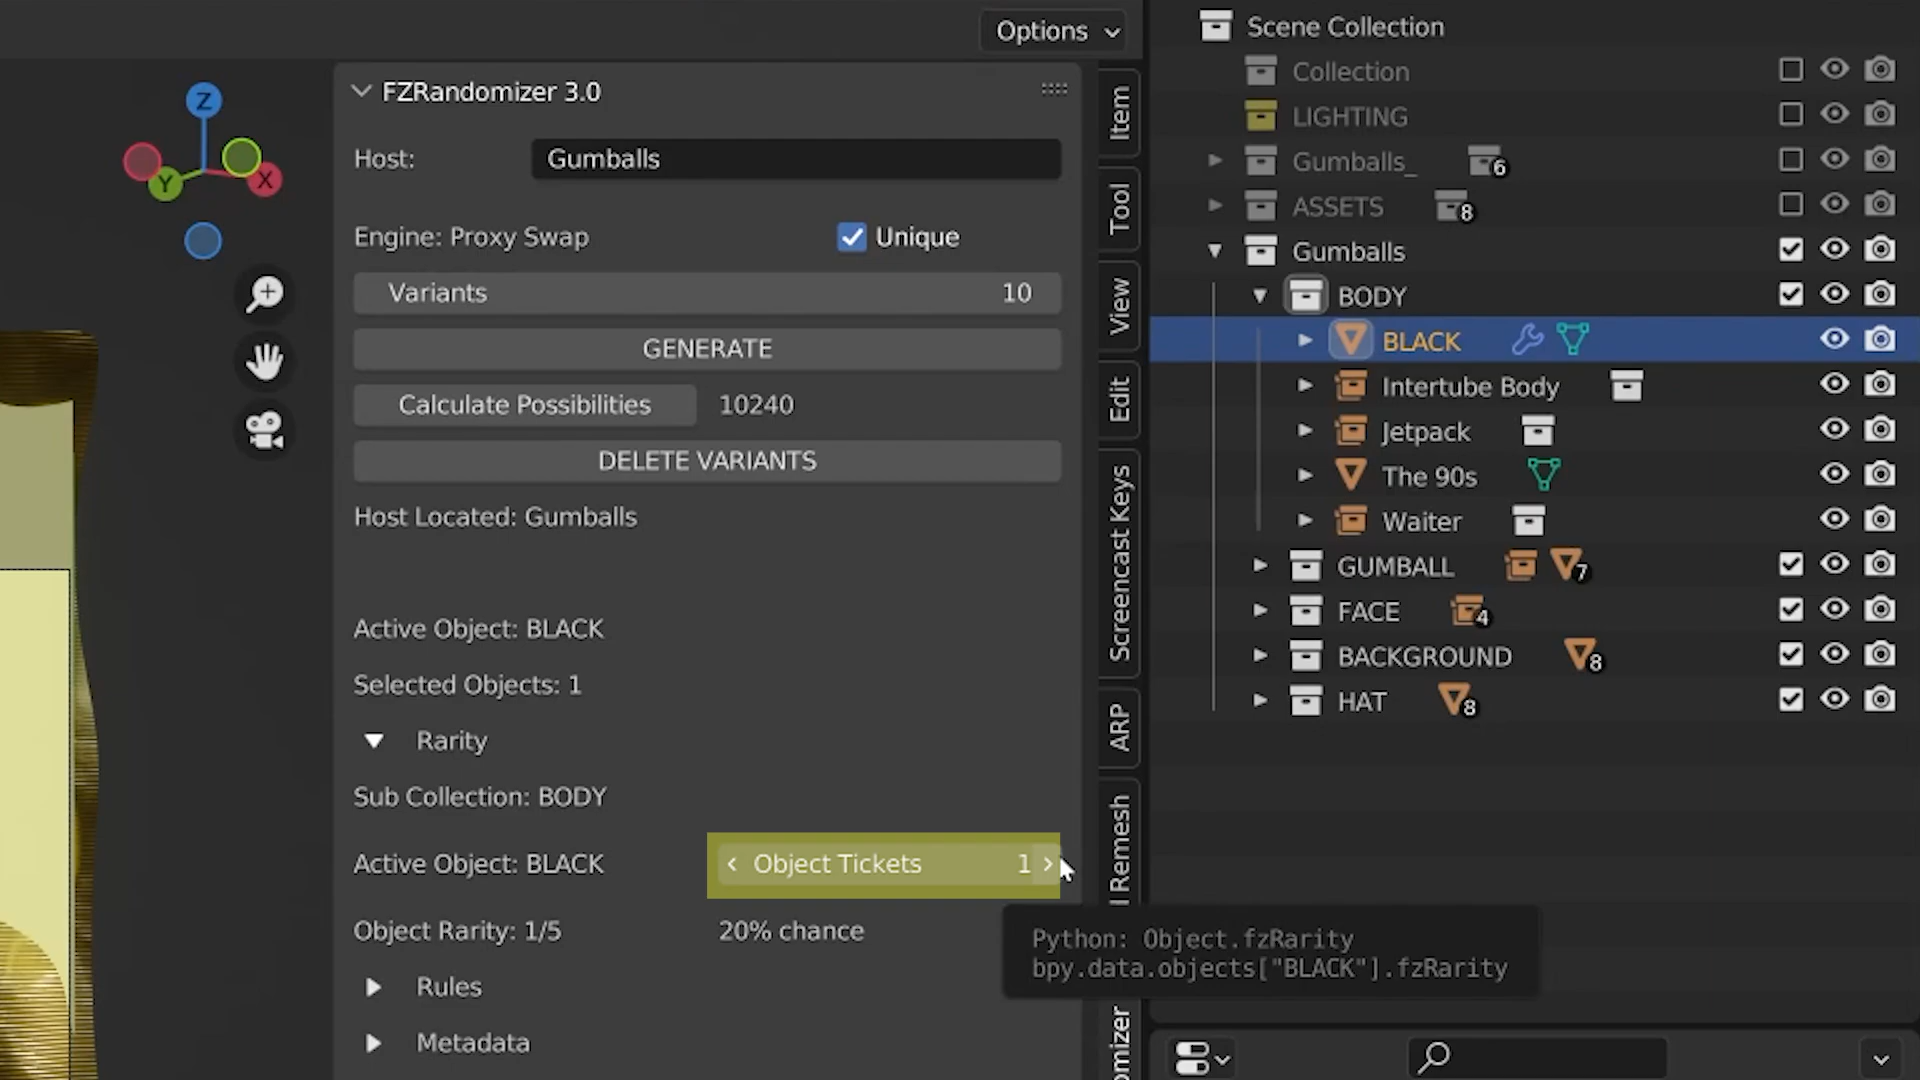 Options
FZRandomizer 3.0
Host: Gumballs
Engine: Proxy Swap Unique
Variants 10
GENERATE
Calculate Possibilities 10240
DELETE VARIANTS
Host Located: Gumballs
Active Object: BLACK
Selected Objects: 1
Rarity
Sub Collection: BODY
Active Object: BLACK Object Tickets 1
Object Rarity: 1/5 20% chance
Rules
Metadata
Python: Object.fzRarity
bpy.data.objects["BLACK"].fzRarity
Z
Y
X
Item
Tool
View
Edit
Screencast Keys
ARP
Remesh
omizer
Scene Collection
Collection
LIGHTING
Gumballs_ 6
ASSETS 8
Gumballs
BODY
BLACK
Intertube Body
Jetpack
The 90s
Waiter
GUMBALL 7
FACE 4
BACKGROUND 8
HAT 8